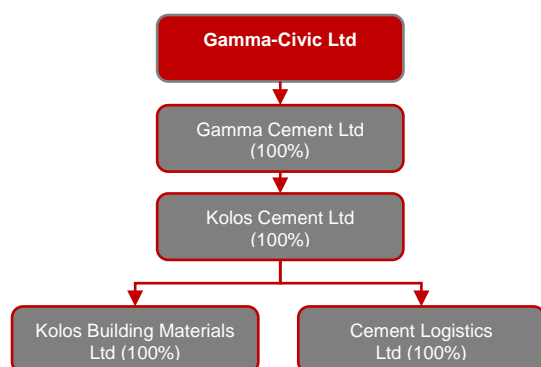 Gamma-Civic Ltd
Gamma Cement Ltd
(100%)
Kolos Cement Ltd
(100%)
Kolos Building Materials
Ltd (100%)
Cement Logistics
Ltd (100%)